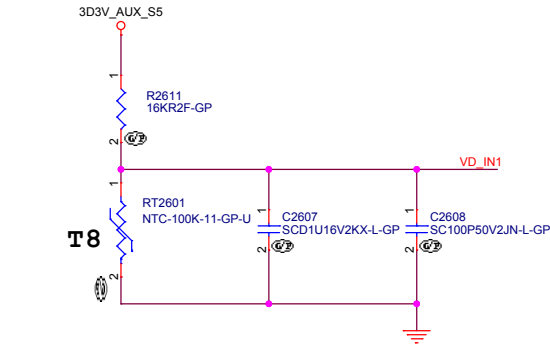 3D3V_AUX_S5
1
R2611
16KR2F-GP
2
G/P
VD_IN1
1
RT2601
NTC-100K-11-GP-U
T8
2
1
C2607
SCD1U16V2KX-L-GP
2
G/P
1
C2608
SC100P50V2JN-L-GP
2
G/P